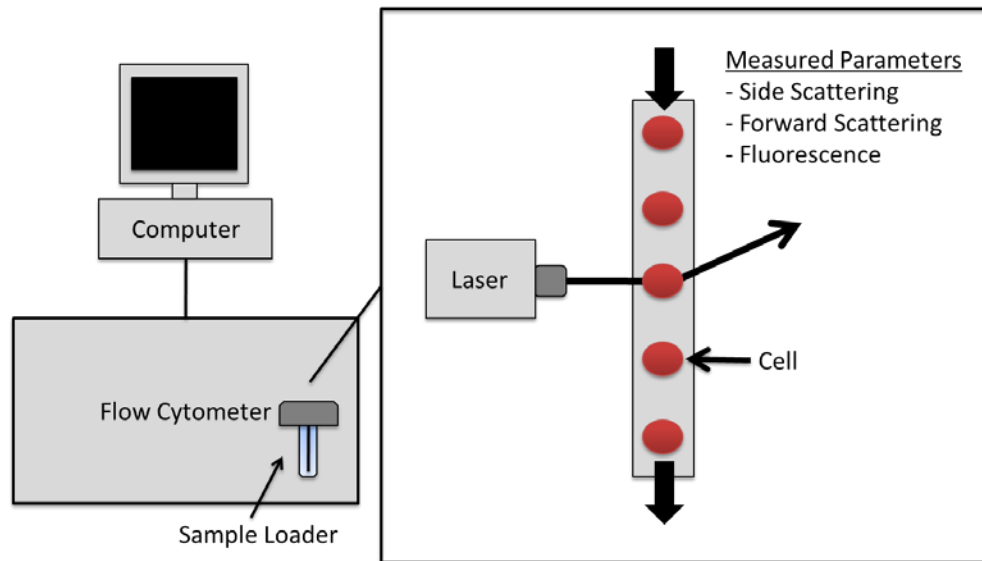 Computer
Flow Cytometer
Sample Loader
Measured Parameters
- Side Scattering
- Forward Scattering
- Fluorescence
Laser
Cell